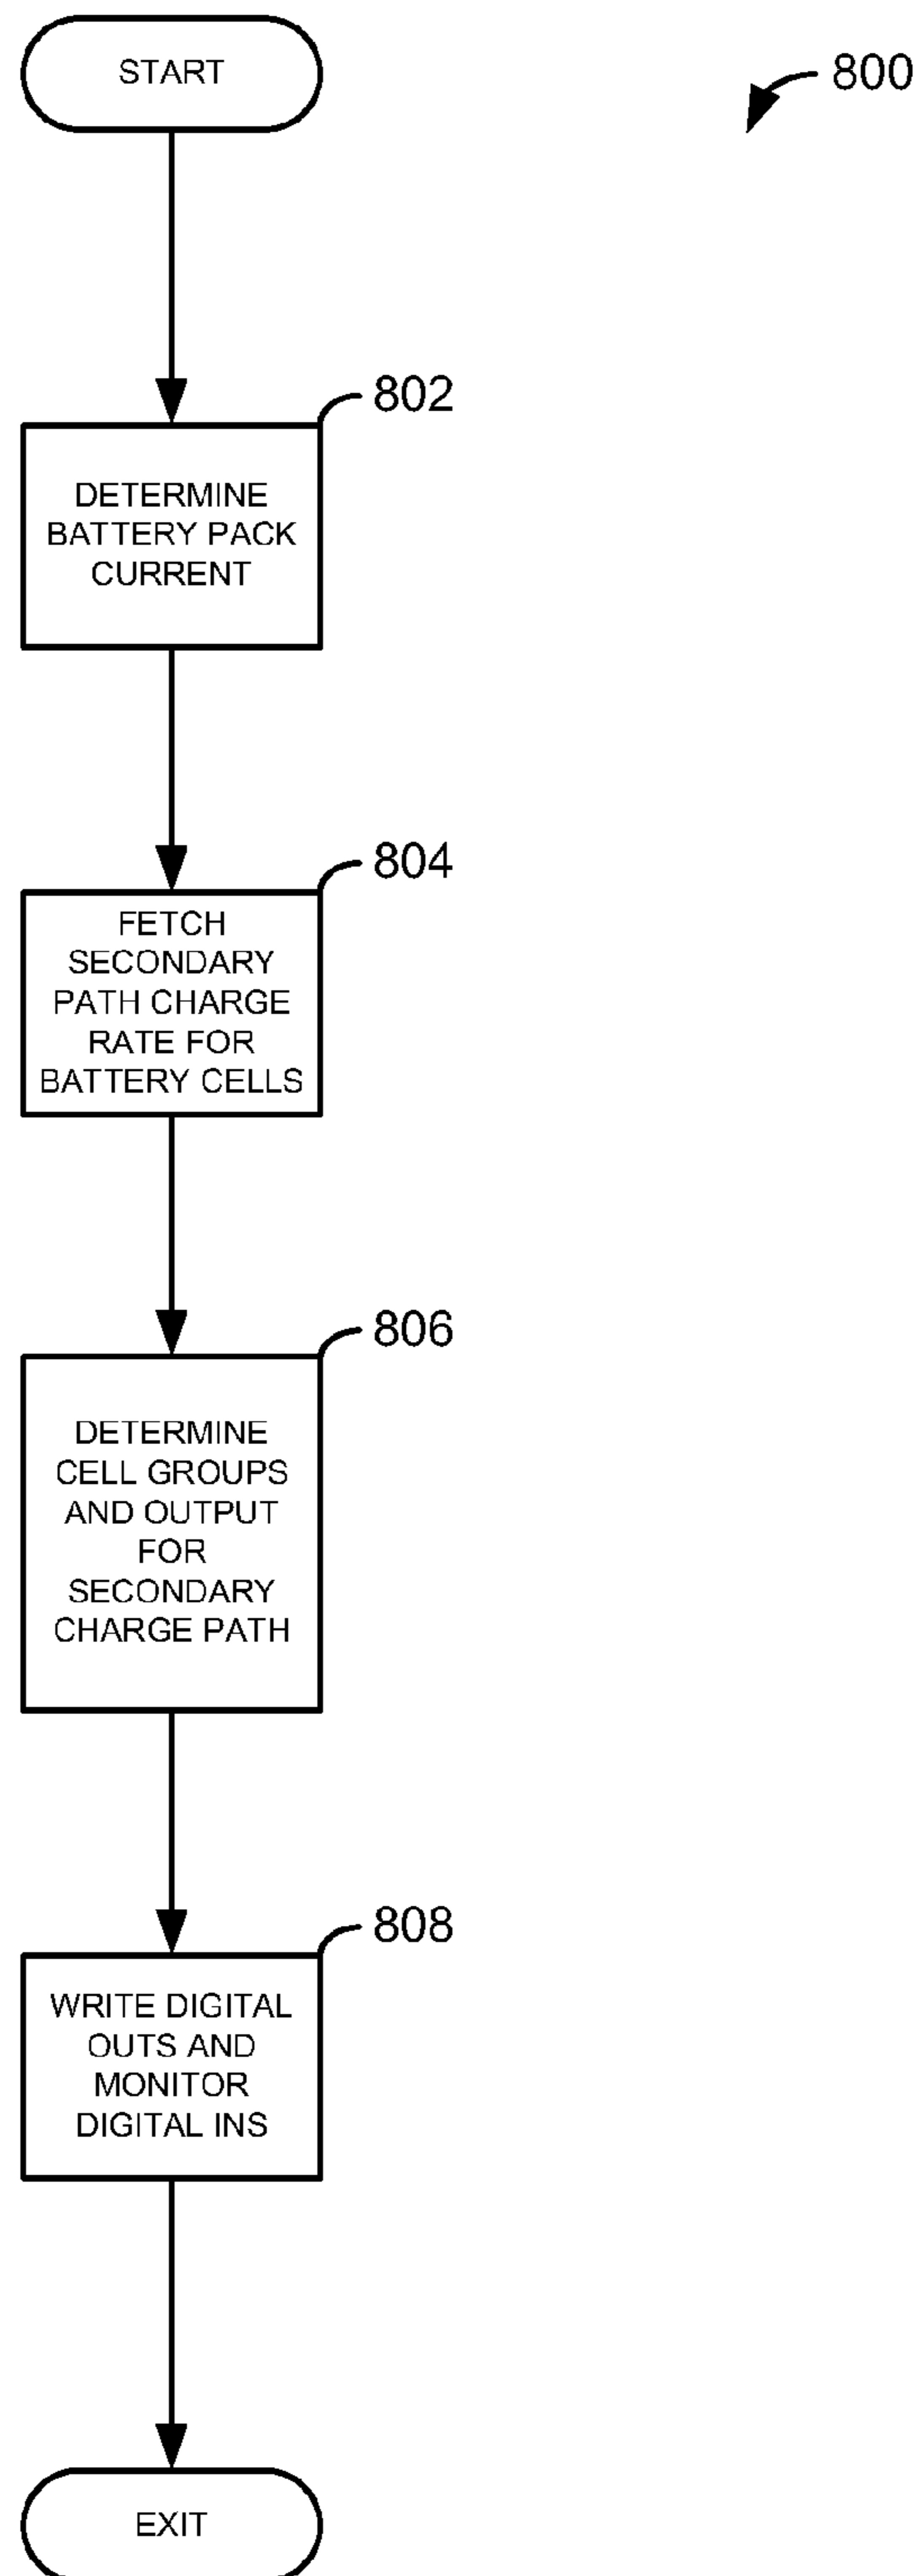 START
800
802
DETERMINE
BATTERY PACK
CURRENT
804
FETCH
SECONDARY
PATH CHARGE
RATE FOR
BATTERY CELLS
806
DETERMINE
CELL GROUPS
AND OUTPUT
FOR
SECONDARY
CHARGE PATH
808
WRITE DIGITAL
OUTS AND
MONITOR
DIGITAL INS
EXIT